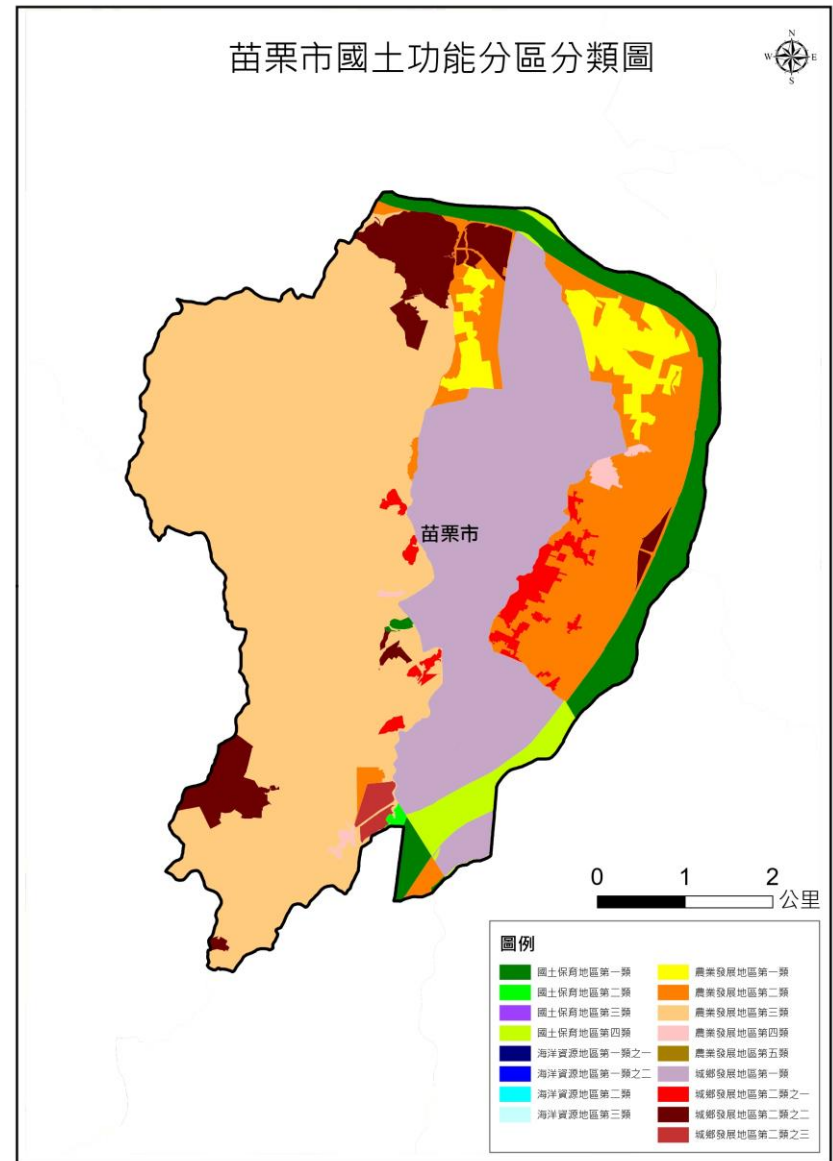 苗栗市國土功能分區分類圖
N
W E
S
苗栗市
0 1 2
公里
圖例
國土保育地區第一類
國土保育地區第二類
國土保育地區第三類
國土保育地區第四類
海洋資源地區第一類之一
海洋資源地區第一類之二
海洋資源地區第二類
海洋資源地區第三類
農業發展地區第一類
農業發展地區第二類
農業發展地區第三類
農業發展地區第四類
農業發展地區第五類
城鄉發展地區第一類
城鄉發展地區第二類之一
城鄉發展地區第二類之二
城鄉發展地區第二類之三